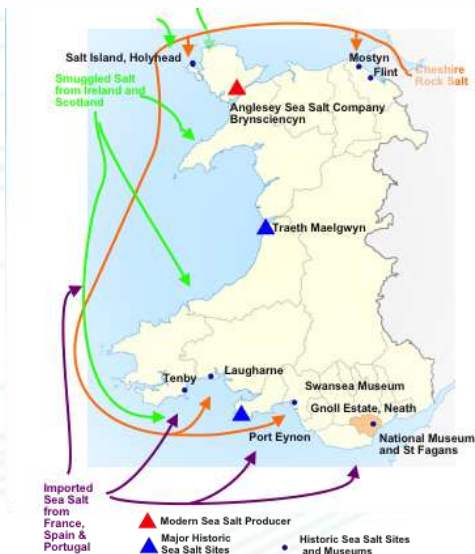 Salt Island, Holyhead
Mostyn
Flint
Cheshire
Rock Salt
Smuggled Salt
from Ireland and
Scotland
Anglesey Sea Salt Company
Brynsciencyn
Traeth Maelgwyn
Laugharne
Tenby
Swansea Museum
Gnoll Estate, Neath
Port Eynon
National Museum
and St Fagans
Imported
Sea Salt
from
France,
Spain &
Portugal
Modern Sea Salt Producer
Major Historic
Sea Salt Sites
Historic Sea Salt Sites
and Museums